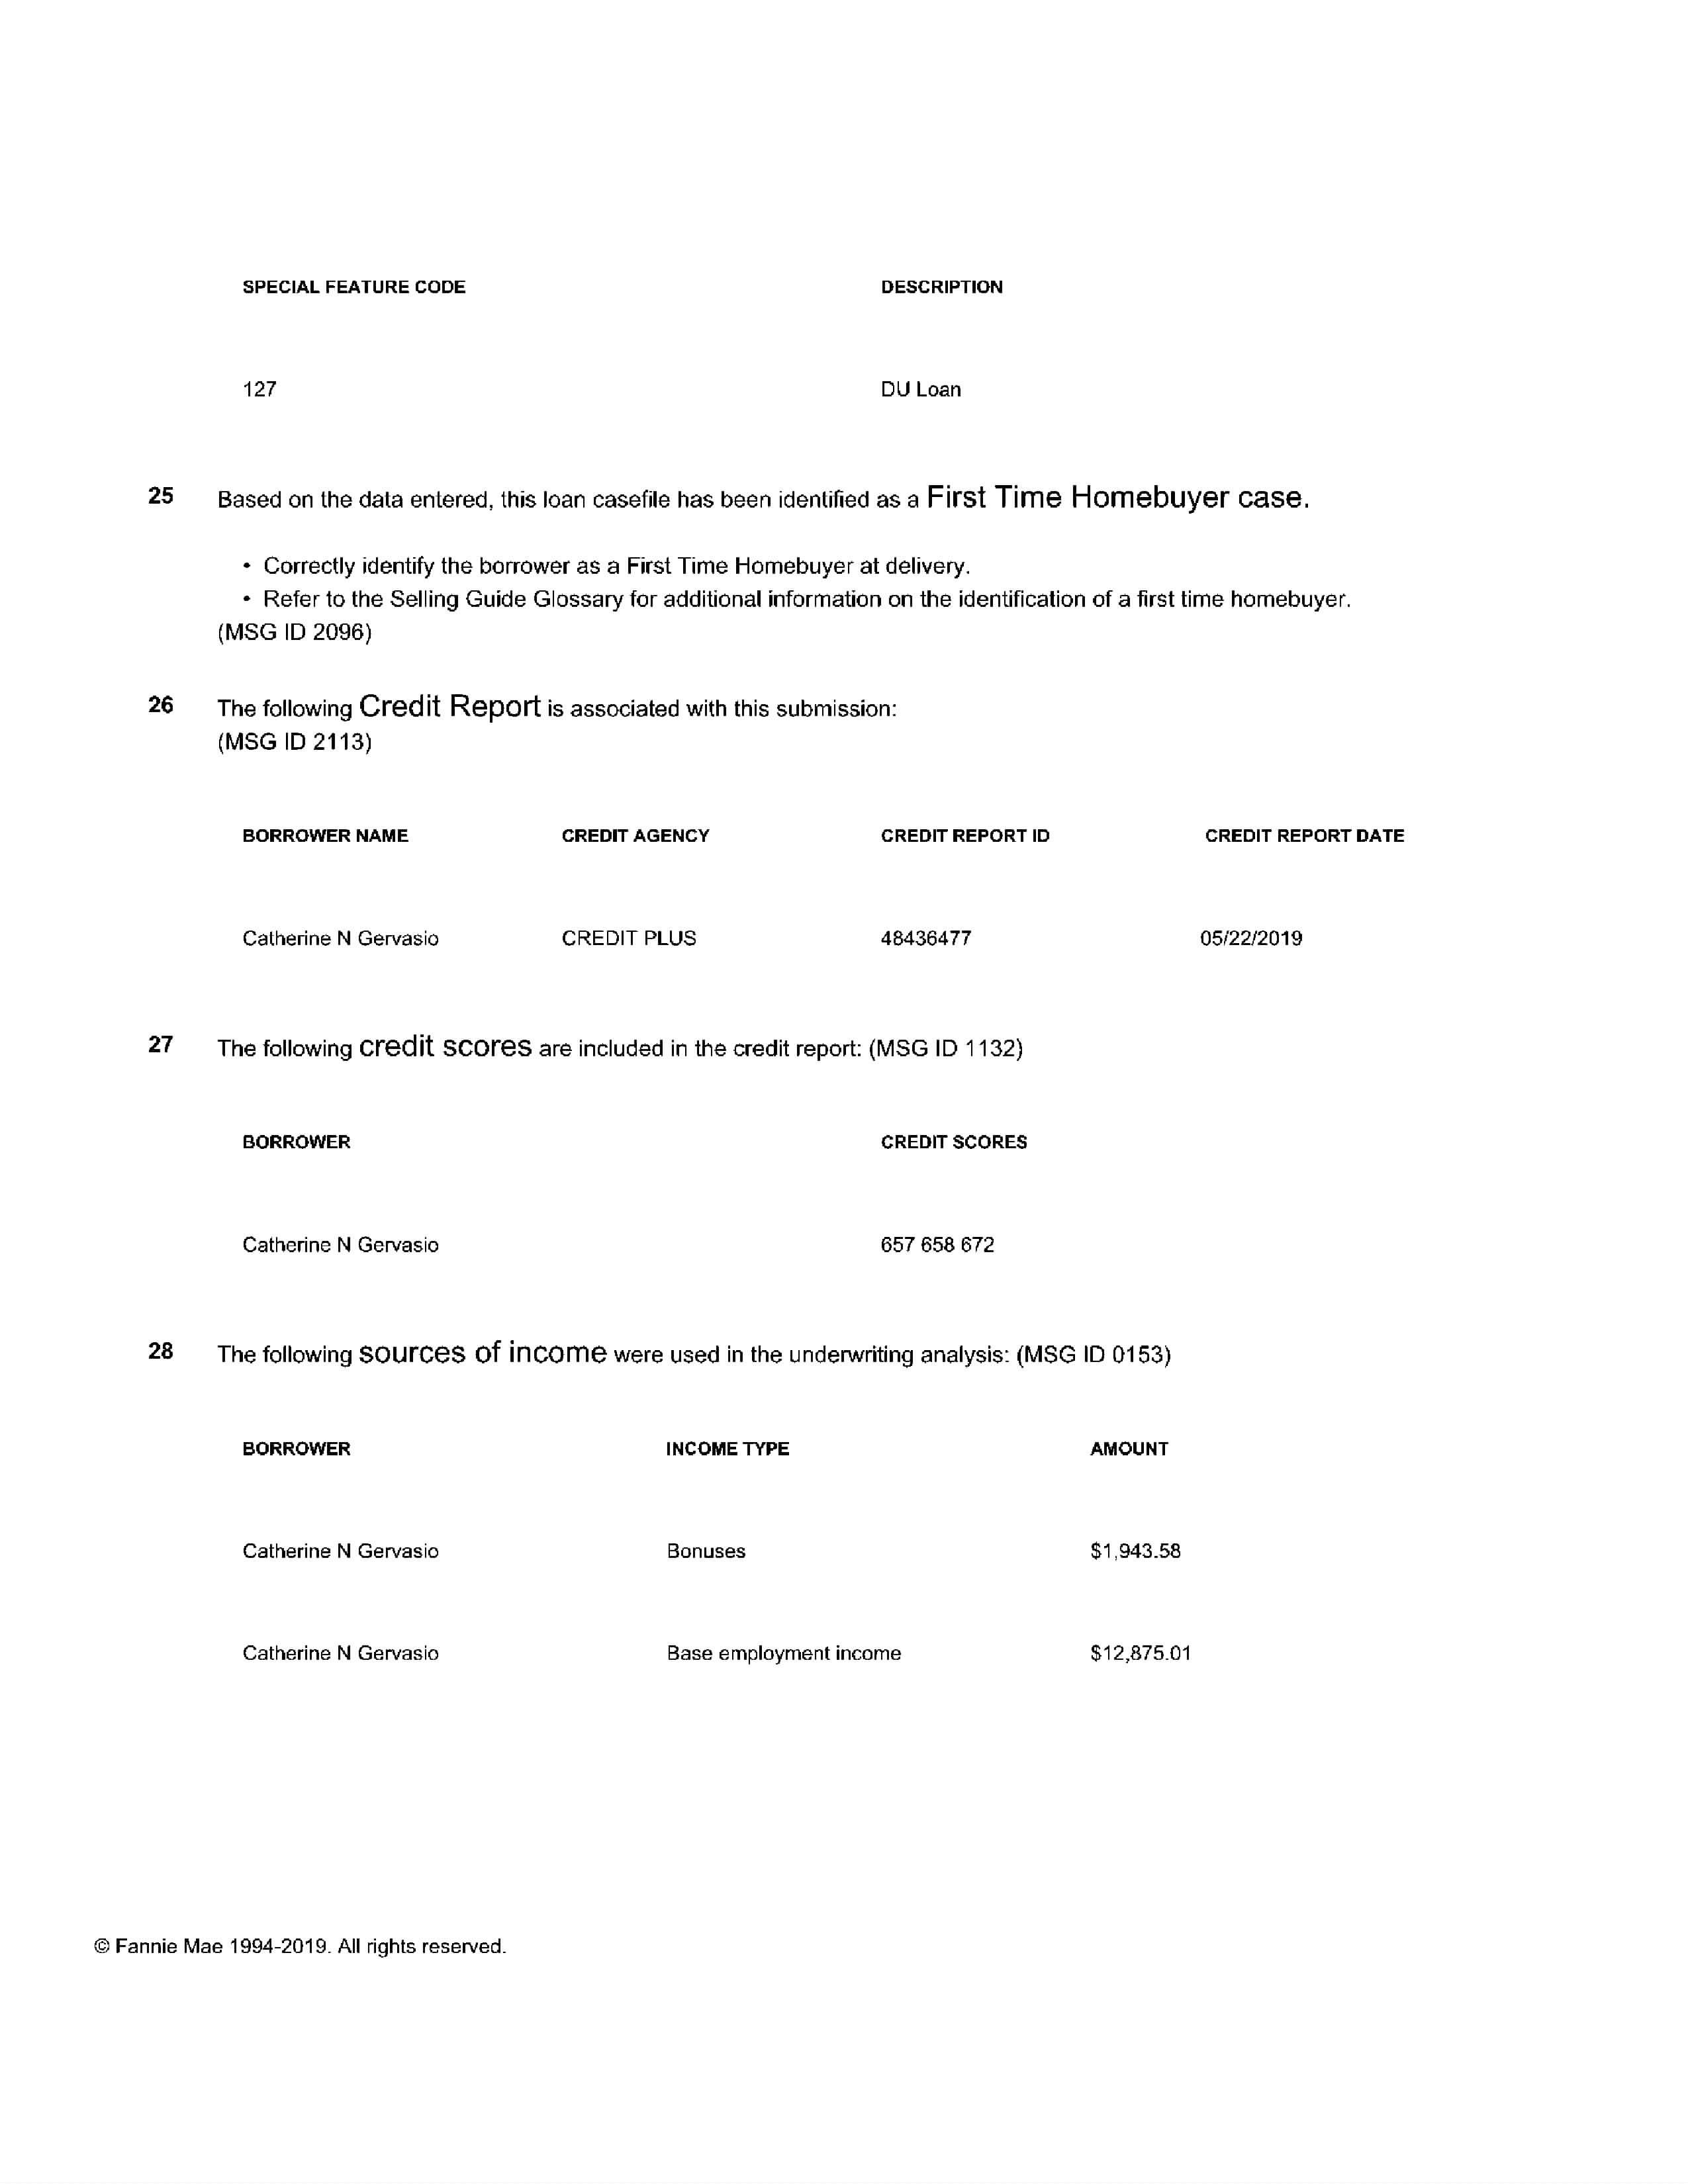 SPECIAL FEATURE CODE DESCRIPTION
127 DU Loan
25 Based on the data entered, this loan casefile has been identified as a First Time Homebuyer case.
• Correctly identify the borrower as a First Time Homebuyer at delivery.
• Refer to the Selling Guide Glossary for additional information on the identification of a first time homebuyer.
(MSG ID 2096)
26 The following Credit Report is associated with this submission:
(MSG ID 2113)
BORROWER NAME CREDIT AGENCY CREDIT REPORT ID CREDIT REPORT DATE
Catherine N Gervasio CREDIT PLUS 48436477 05/22/2019
27 The following credit scores are included in the credit report: (MSG ID 1132)
BORROWER CREDIT SCORES
Catherine N Gervasio 657 658 672
28 The following sources of income were used in the underwriting analysis: (MSG ID 0153)
BORROWER INCOME TYPE AMOUNT
Catherine N Gervasio Bonuses $1,943.58
Catherine N Gervasio Base employment income $12,875.01
© Fannie Mae 1994-2019. All rights reserved.